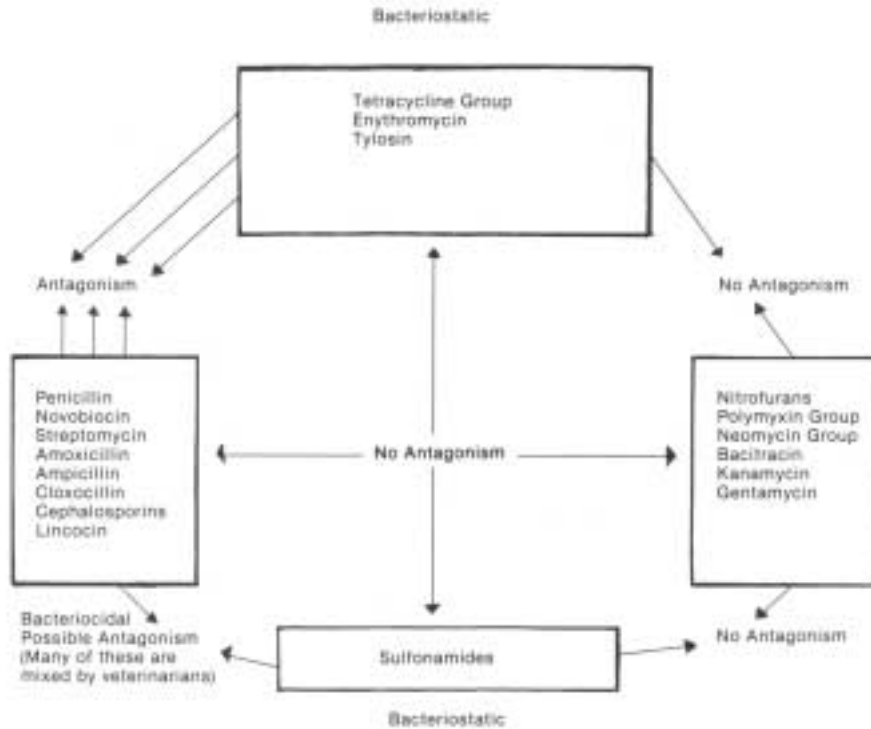 Bacteriostatic
Tetracycline Group
Enythromycin
Tylosin
Antagonism
No Antagonism
Penicillin
Novobiocin
Streptomycin
Amoxicillin
Ampicillin
Cloxocillin
Cephalosporins
Lincocin
No Antagonism
Nitrofurans
Polymyxin Group
Neomycin Group
Bacitracin
Kanamycin
Gentamycin
Bacteriocidal
Possible Antagonism
(Many of these are
mixed by veterinarians)
Sulfonamides
No Antagonism
Bacteriostatic